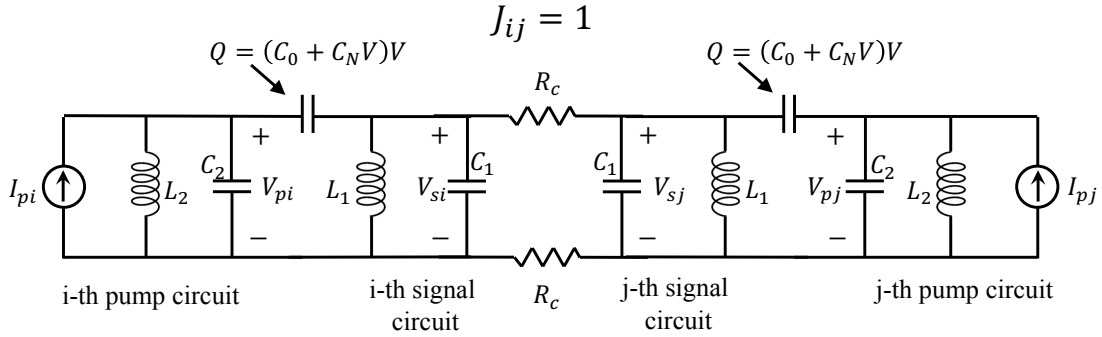 J_{ij} = 1
Q = (C_0 + C_N V)V
Q = (C_0 + C_N V)V
R_c
I_{pi}
L_2
C_2
+
V_{pi}
−
L_1
+
V_{si}
−
C_1
C_1
+
V_{sj}
−
L_1
+
V_{pj}
−
C_2
L_2
I_{pj}
R_c
i-th pump circuit
i-th signal
circuit
j-th signal
circuit
j-th pump circuit